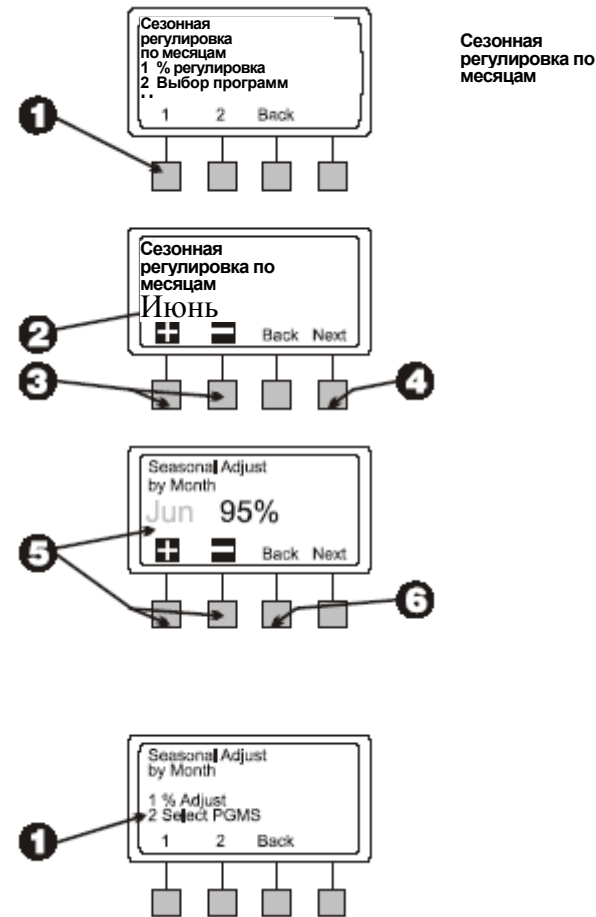 Сезонная
регулировка
по месяцам
1 % регулировка
2 Выбор программ
1 2 Back
1
Сезонная
регулировка по
месяцам
Сезонная
регулировка по
месяцам
Июнь
+ - Back Next
2
3
4
Seasonal Adjust
by Month
Jun 95%
+ - Back Next
5
6
Seasonal Adjust
by Month
1 % Adjust
2 Select PGMS
1 2 Back
1